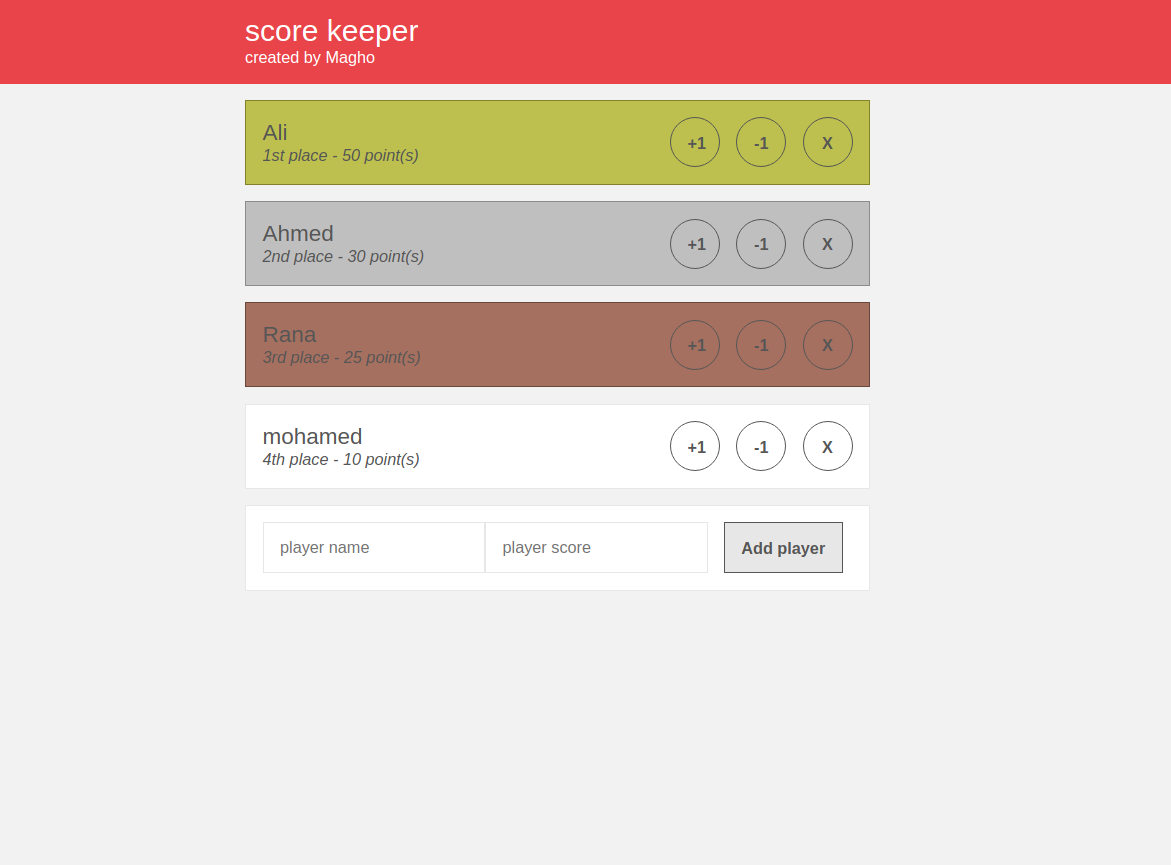 score keeper
created by Magho
Ali
1st place - 50 point(s)
+1 -1 X
Ahmed
2nd place - 30 point(s)
+1 -1 X
Rana
3rd place - 25 point(s)
+1 -1 X
mohamed
4th place - 10 point(s)
+1 -1 X
player name player score Add player